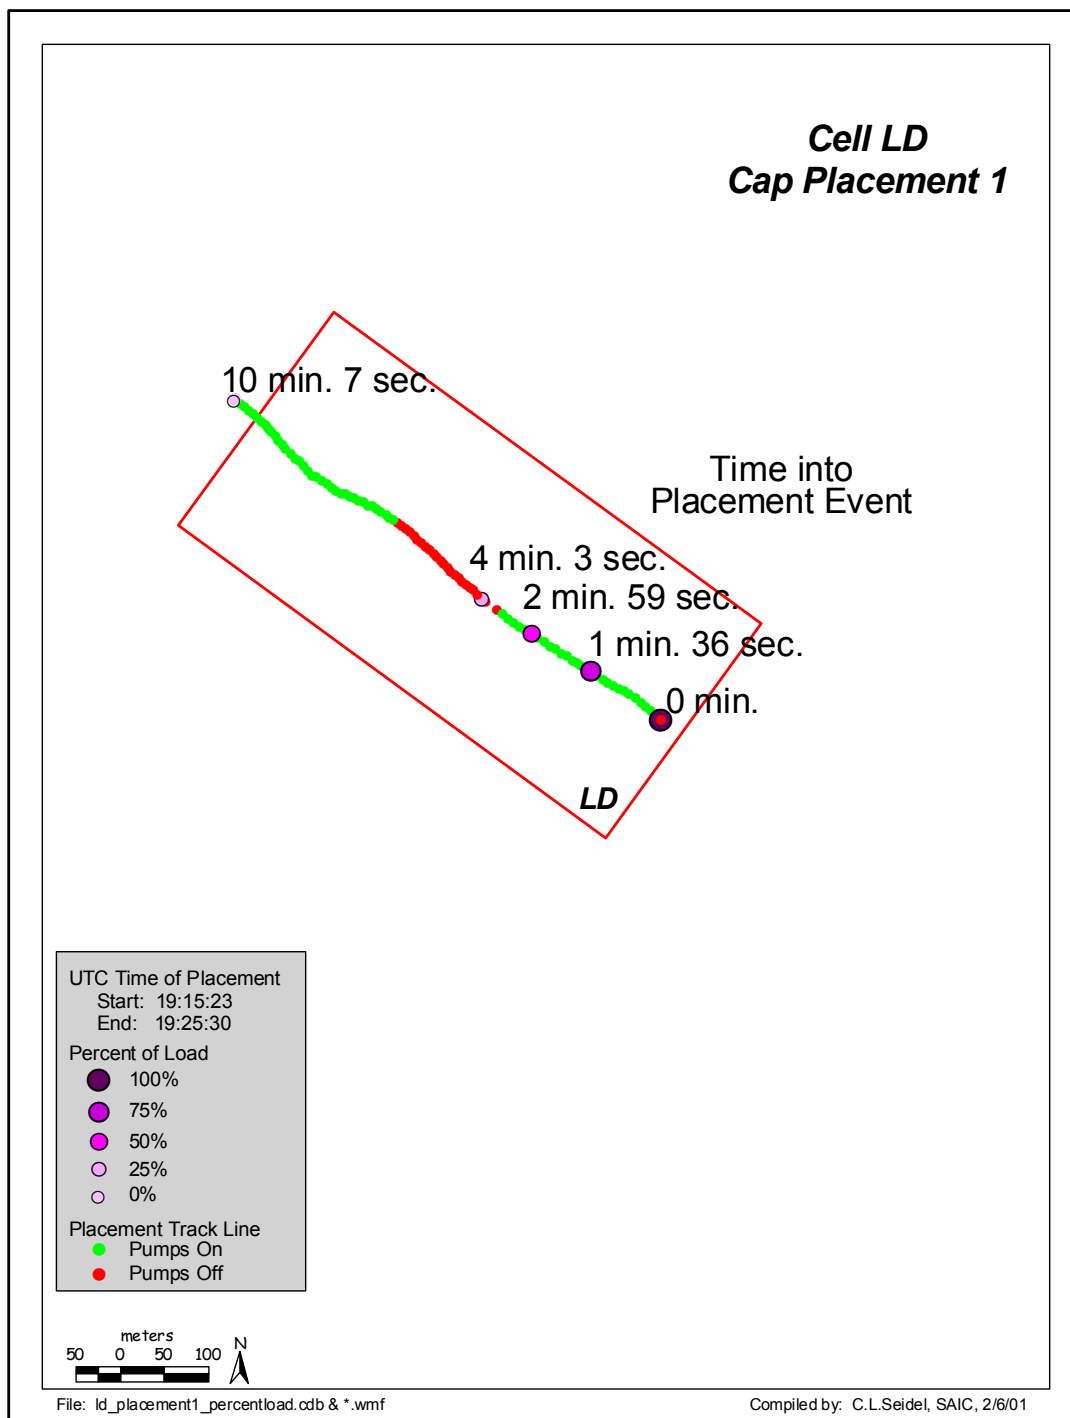 Cell LD
Cap Placement 1
10 min. 7 sec.
Time into
Placement Event
4 min. 3 sec.
2 min. 59 sec.
1 min. 36 sec.
0 min.
LD
UTC Time of Placement
Start: 19:15:23
End: 19:25:30
Percent of Load
100%
75%
50%
25%
0%
Placement Track Line
Pumps On
Pumps Off
meters
50 0 50 100
N
File: ld_placement1_percentload.cdb & *.wmf
Compiled by: C.L.Seidel, SAIC, 2/6/01